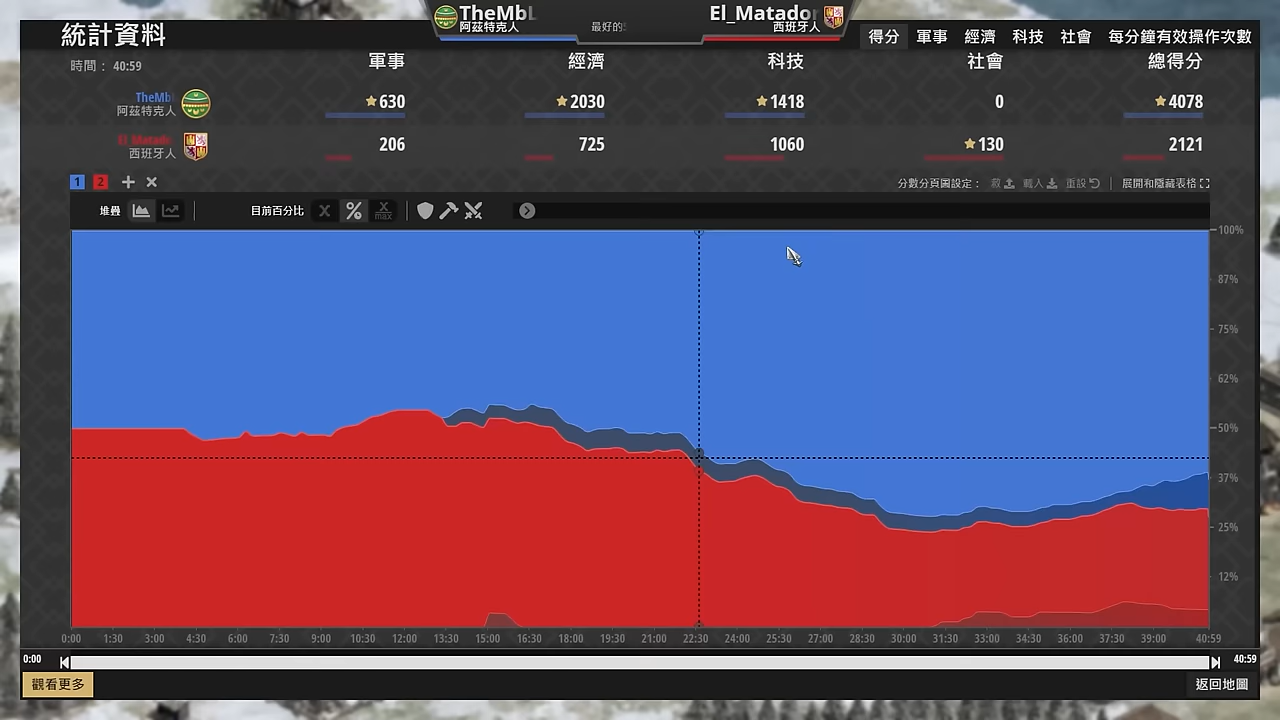 TheMbL
阿茲特克人
最好的
El_Matador
西班牙人
統計資料
得分 軍事 經濟 科技 社會 每分鐘有效操作次數
時間： 40:59
軍事 經濟 科技 社會 總得分
TheMb
阿茲特克人
630 2030 1418 0 4078
El_Matado
西班牙人
206 725 1060 130 2121
1 2
分數分頁圖設定： 載入 重設 展開和隱藏表格
堆疊
目前百分比 X % X max
100%
87%
75%
62%
50%
37%
25%
12%
0:00 1:30 3:00 4:30 6:00 7:30 9:00 10:30 12:00 13:30 15:00 16:30 18:00 19:30 21:00 22:30 24:00 25:30 27:00 28:30 30:00 31:30 33:00 34:30 36:00 37:30 39:00 40:59
0:00 40:59
觀看更多 返回地圖